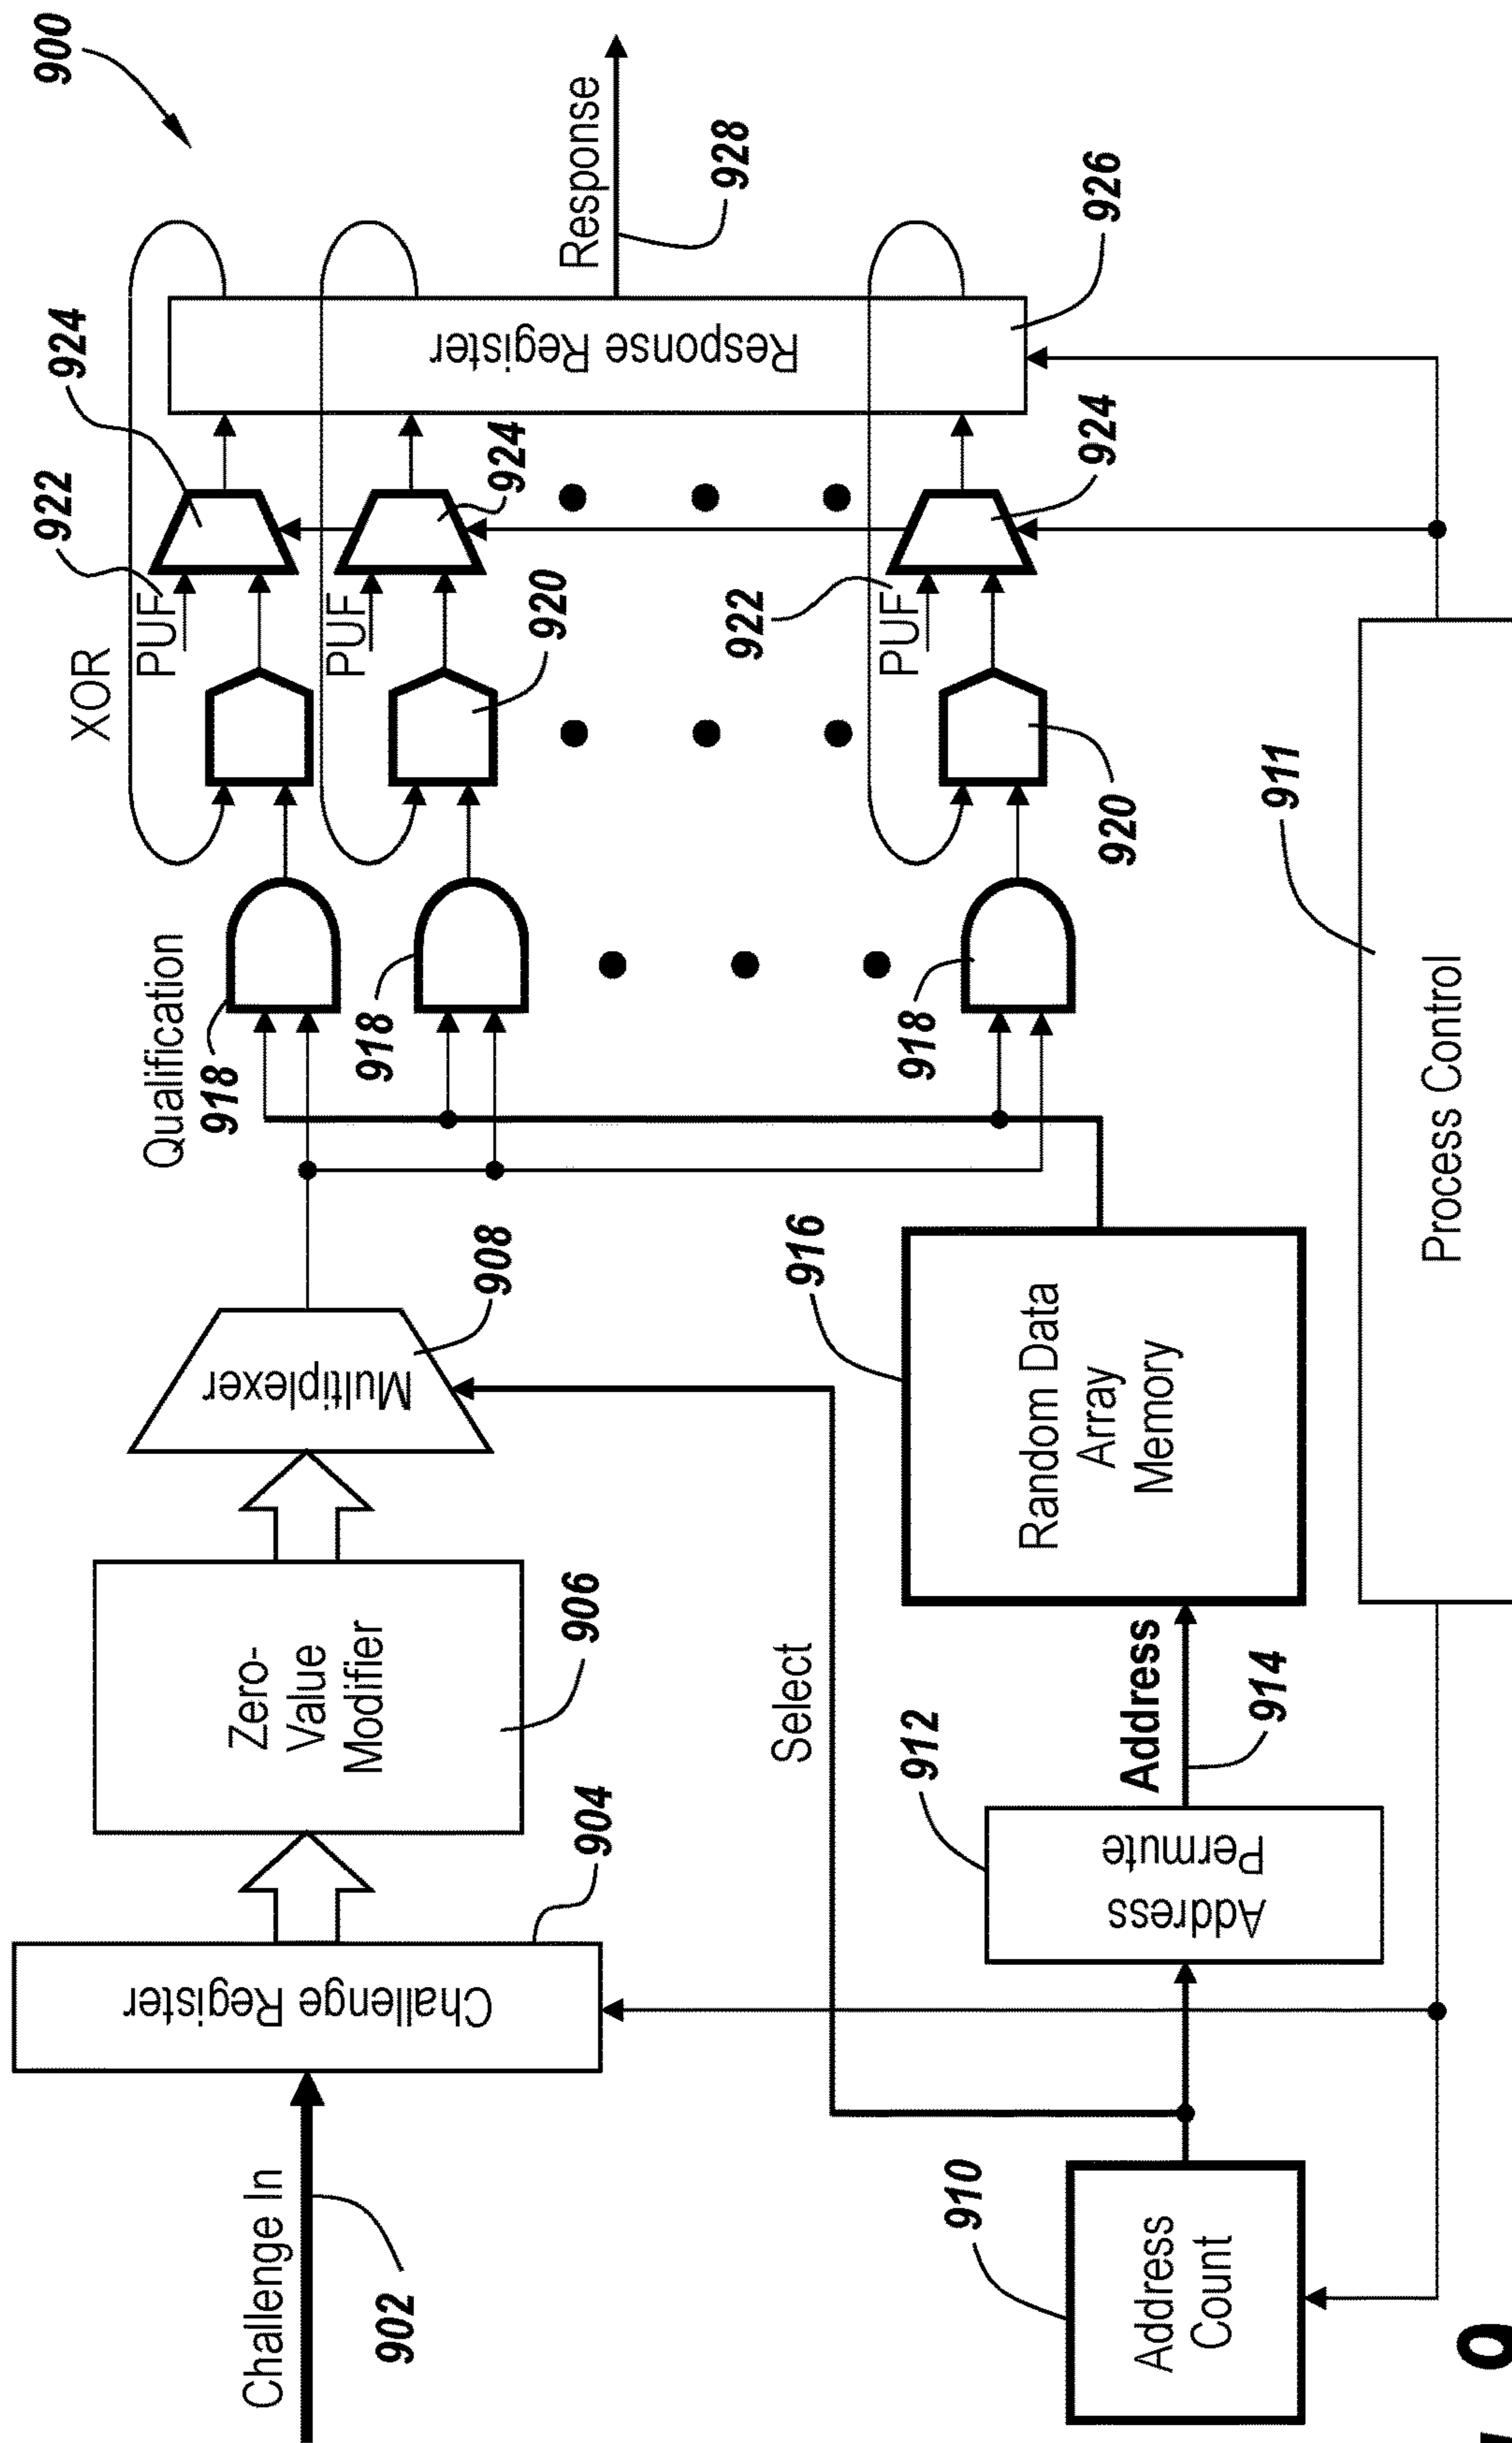 900
Challenge In
902
Challenge Register
904
Zero-
Value
Modifier
906
Multiplexer
908
Select
Qualification
918
918
918
XOR
920
920
PUF
922
PUF
PUF
922
924
924
924
Response Register
926
Response
928
Address
Count
910
Address
Permute
912
Address
914
Random Data
Array
Memory
916
Process Control
911